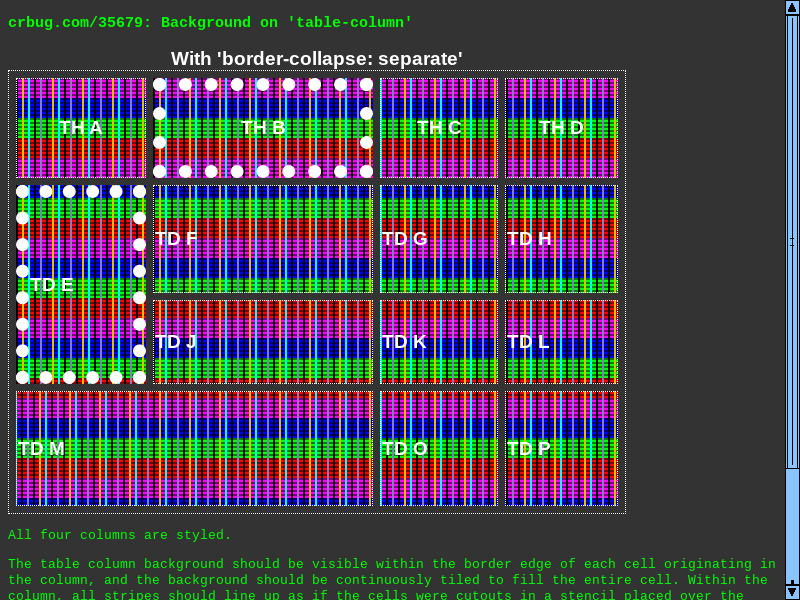 crbug.com/35679: Background on 'table-column'
With 'border-collapse: separate'
TH A TH B TH C TH D
TD E TD F TD G TD H
TD J TD K TD L
TD M TD O TD P
All four columns are styled.
The table column background should be visible within the border edge of each cell originating in
the column, and the background should be continuously tiled to fill the entire cell. Within the
column, all stripes should line up as if the cells were cutouts in a stencil placed over the